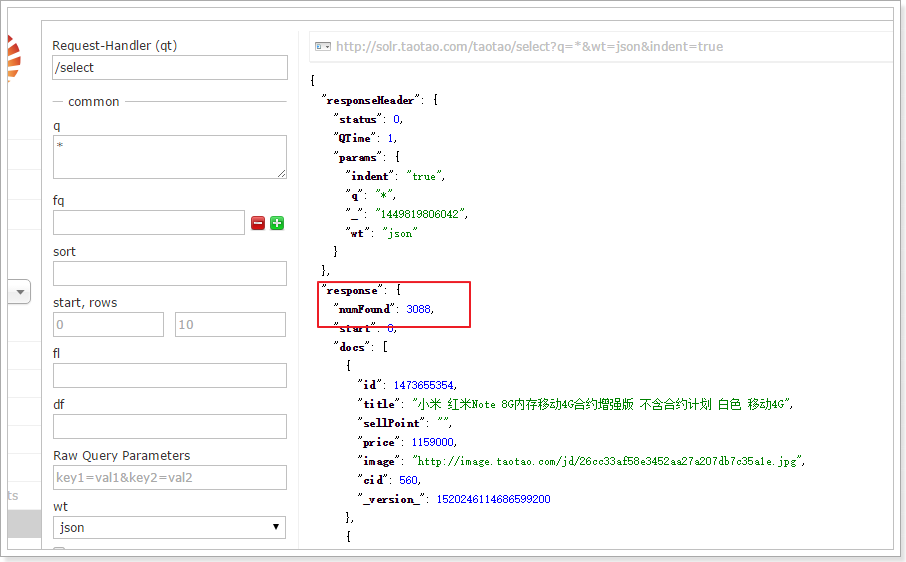 Request-Handler (qt)
/select
common
q
*
fq
sort
start, rows
0 10
fl
df
Raw Query Parameters
key1=val1&key2=val2
wt
json
ts
http://solr.taotao.com/taotao/select?q=*&wt=json&indent=true
{
"responseHeader": {
"status": 0,
"QTime": 1,
"params": {
"indent": "true",
"q": "*",
"_": "1449819806042",
"wt": "json"
}
},
"response": {
"numFound": 3088,
"start": 0,
"docs": [
{
"id": 1473655354,
"title": "小米 红米Note 8G内存移动4G合约增强版 不含合约计划 白色 移动4G",
"sellPoint": "",
"price": 1159000,
"image": "http://image.taotao.com/jd/26cc33af58e3452aa27a207db7c35a1e.jpg",
"cid": 560,
"_version_": 1520246114686599200
},
{